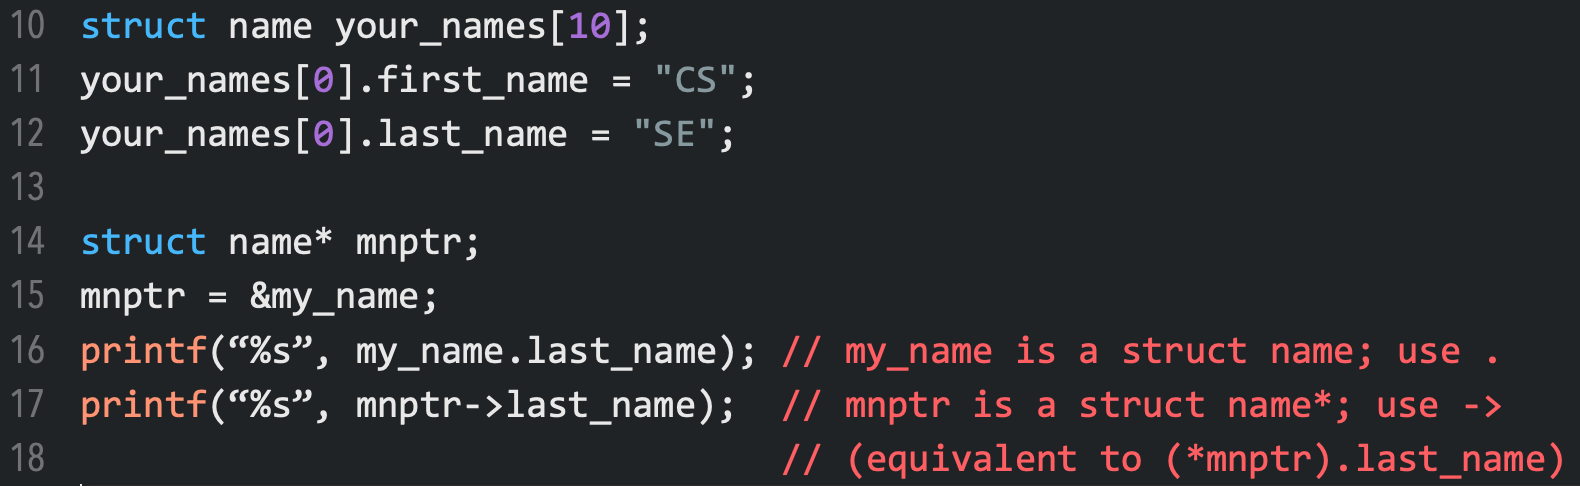 10 struct name your_names[10];
11 your_names[0].first_name = "CS";
12 your_names[0].last_name = "SE";
13
14 struct name* mnptr;
15 mnptr = &my_name;
16 printf(“%s”, my_name.last_name); // my_name is a struct name; use .
17 printf(“%s”, mnptr->last_name); // mnptr is a struct name*; use ->
18 // (equivalent to (*mnptr).last_name)